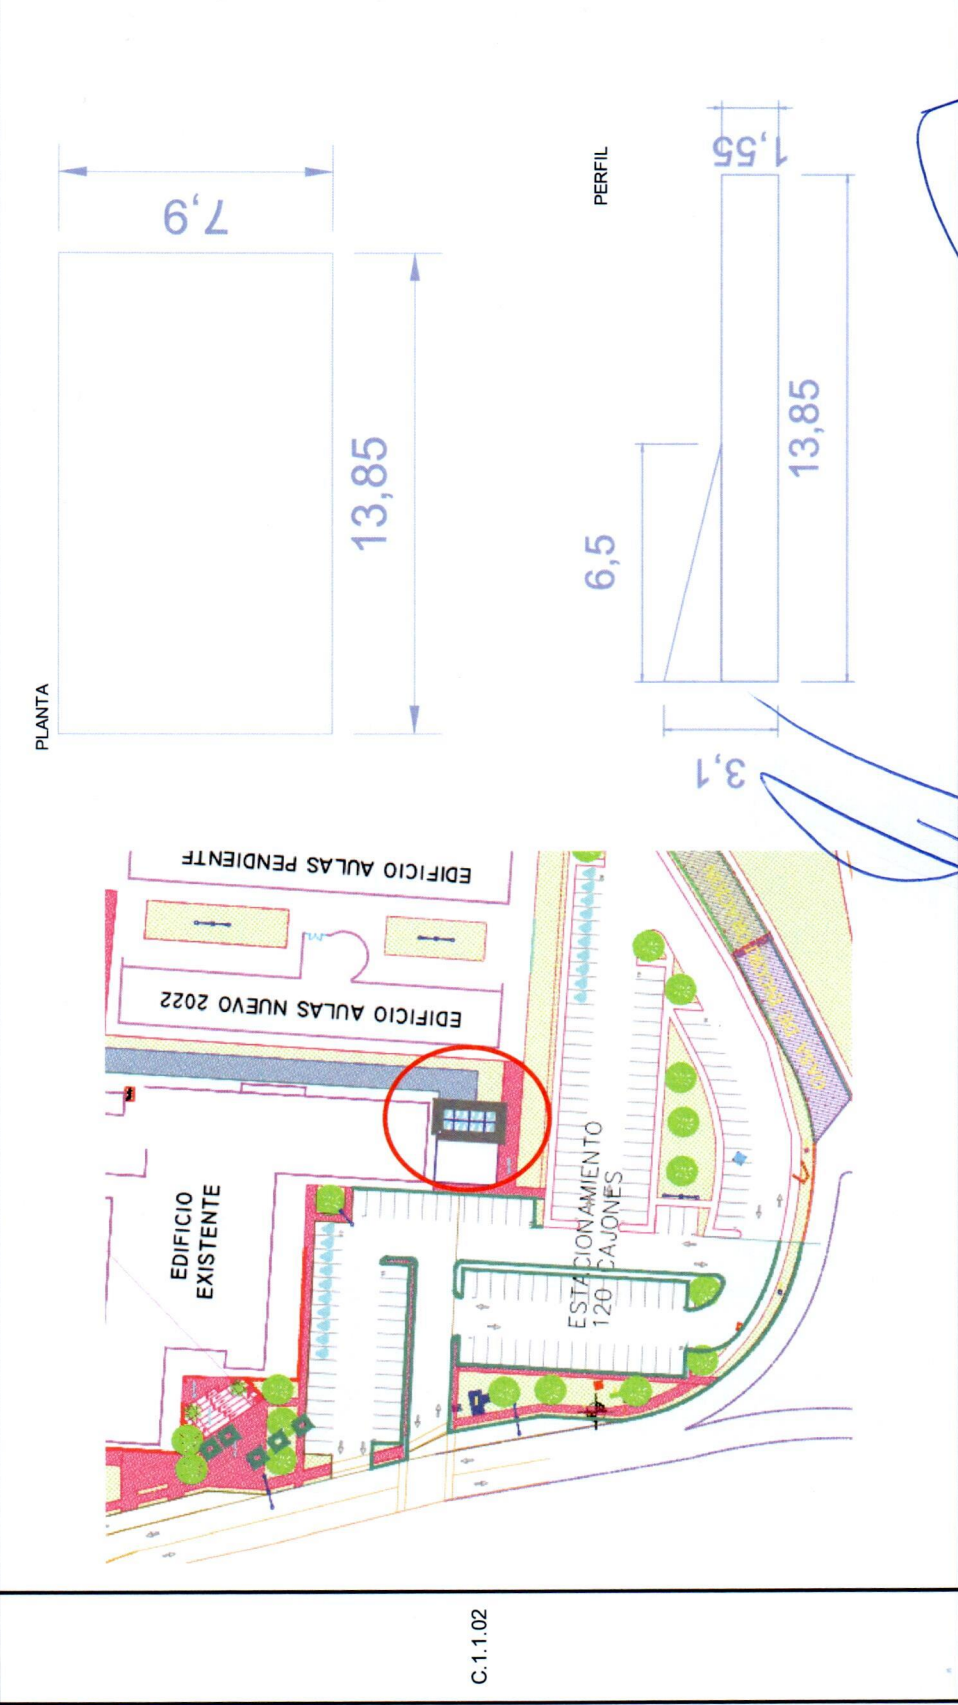 PLANTA
7,9
13,85
PERFIL
1,55
6,5
13,85
3,1
EDIFICIO AULAS PENDIENTE
EDIFICIO AULAS NUEVO 2022
EDIFICIO
EXISTENTE
ESTACIONAMIENTO
120 CAJONES
C.1.1.02